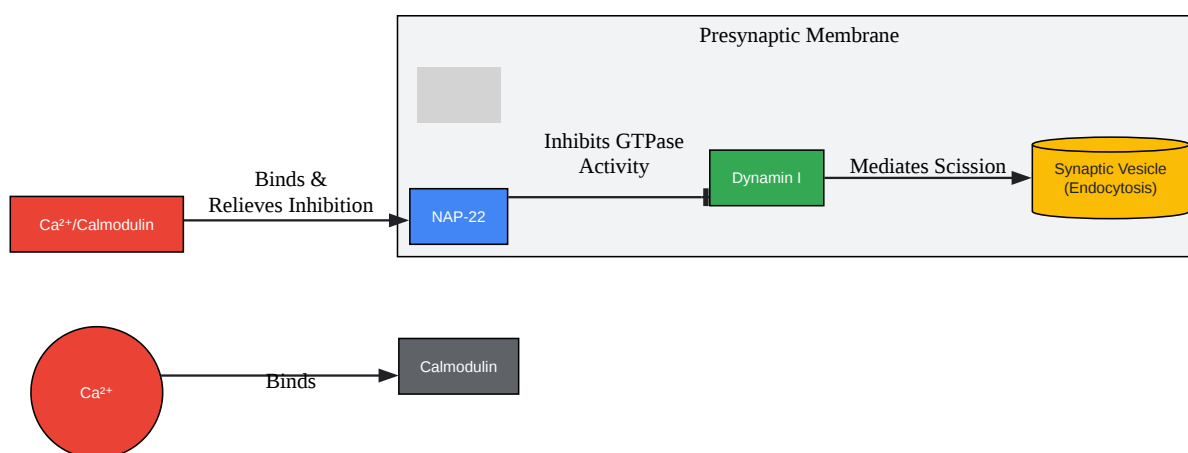 Presynaptic Membrane
Inhibits GTPase
Activity
Dynamin I
Mediates Scission
Synaptic Vesicle
(Endocytosis)
Binds &
Relieves Inhibition
NAP-22
Ca²⁺/Calmodulin
Ca²⁺
Binds
Calmodulin